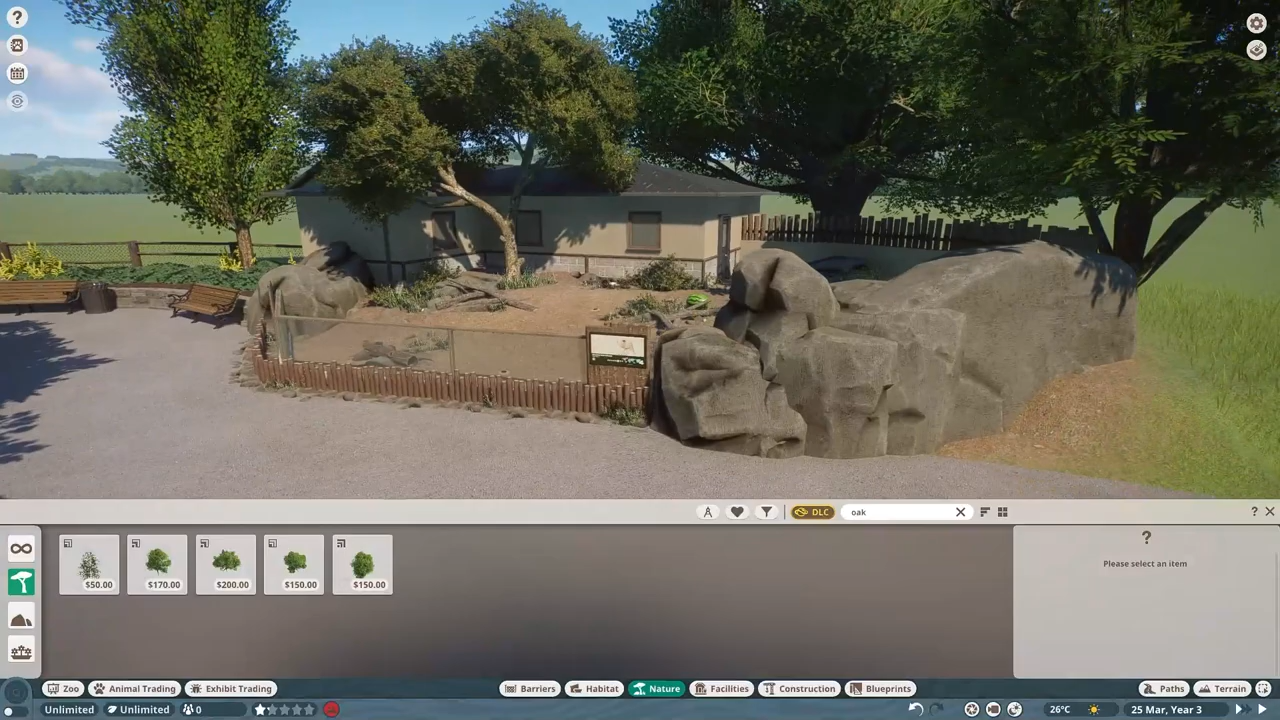 DLC
oak
?
Please select an item
$50.00
$170.00
$200.00
$150.00
$150.00
Zoo
Animal Trading
Exhibit Trading
Barriers
Habitat
Nature
Facilities
Construction
Blueprints
Paths
Terrain
Unlimited
Unlimited
0
26°C
25 Mar, Year 3